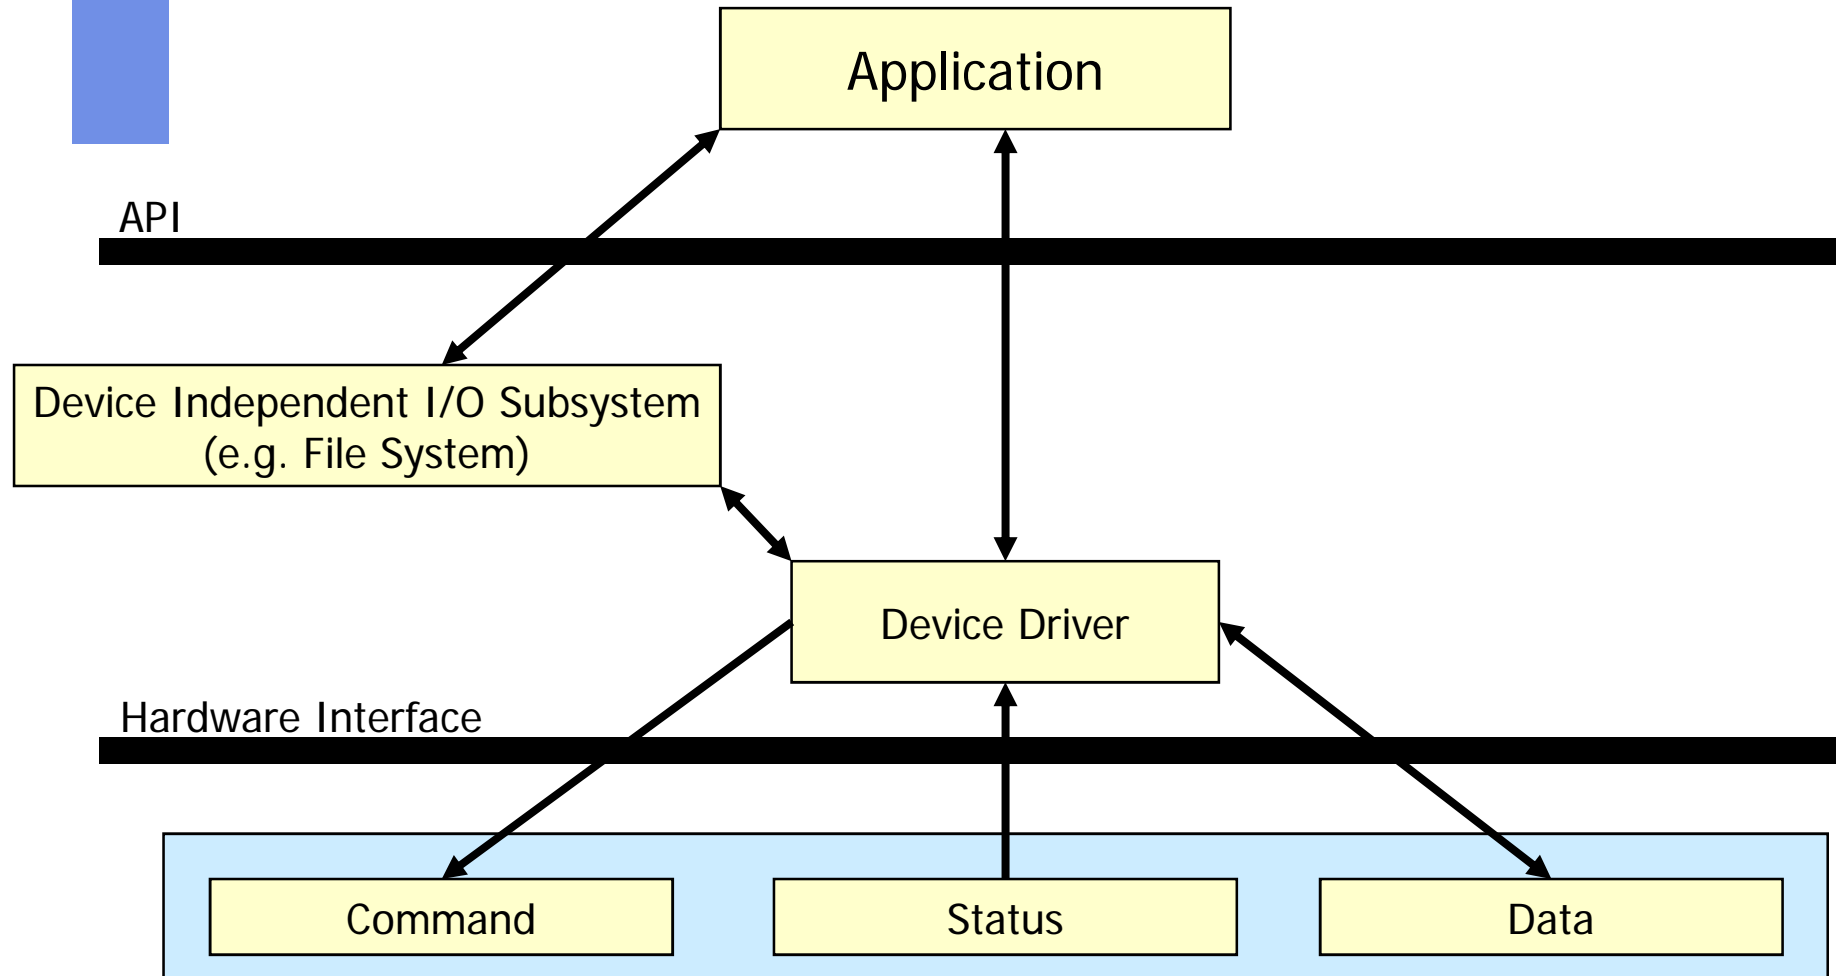 Application
API
Device Independent I/O Subsystem
(e.g. File System)
Device Driver
Hardware Interface
Command
Status
Data